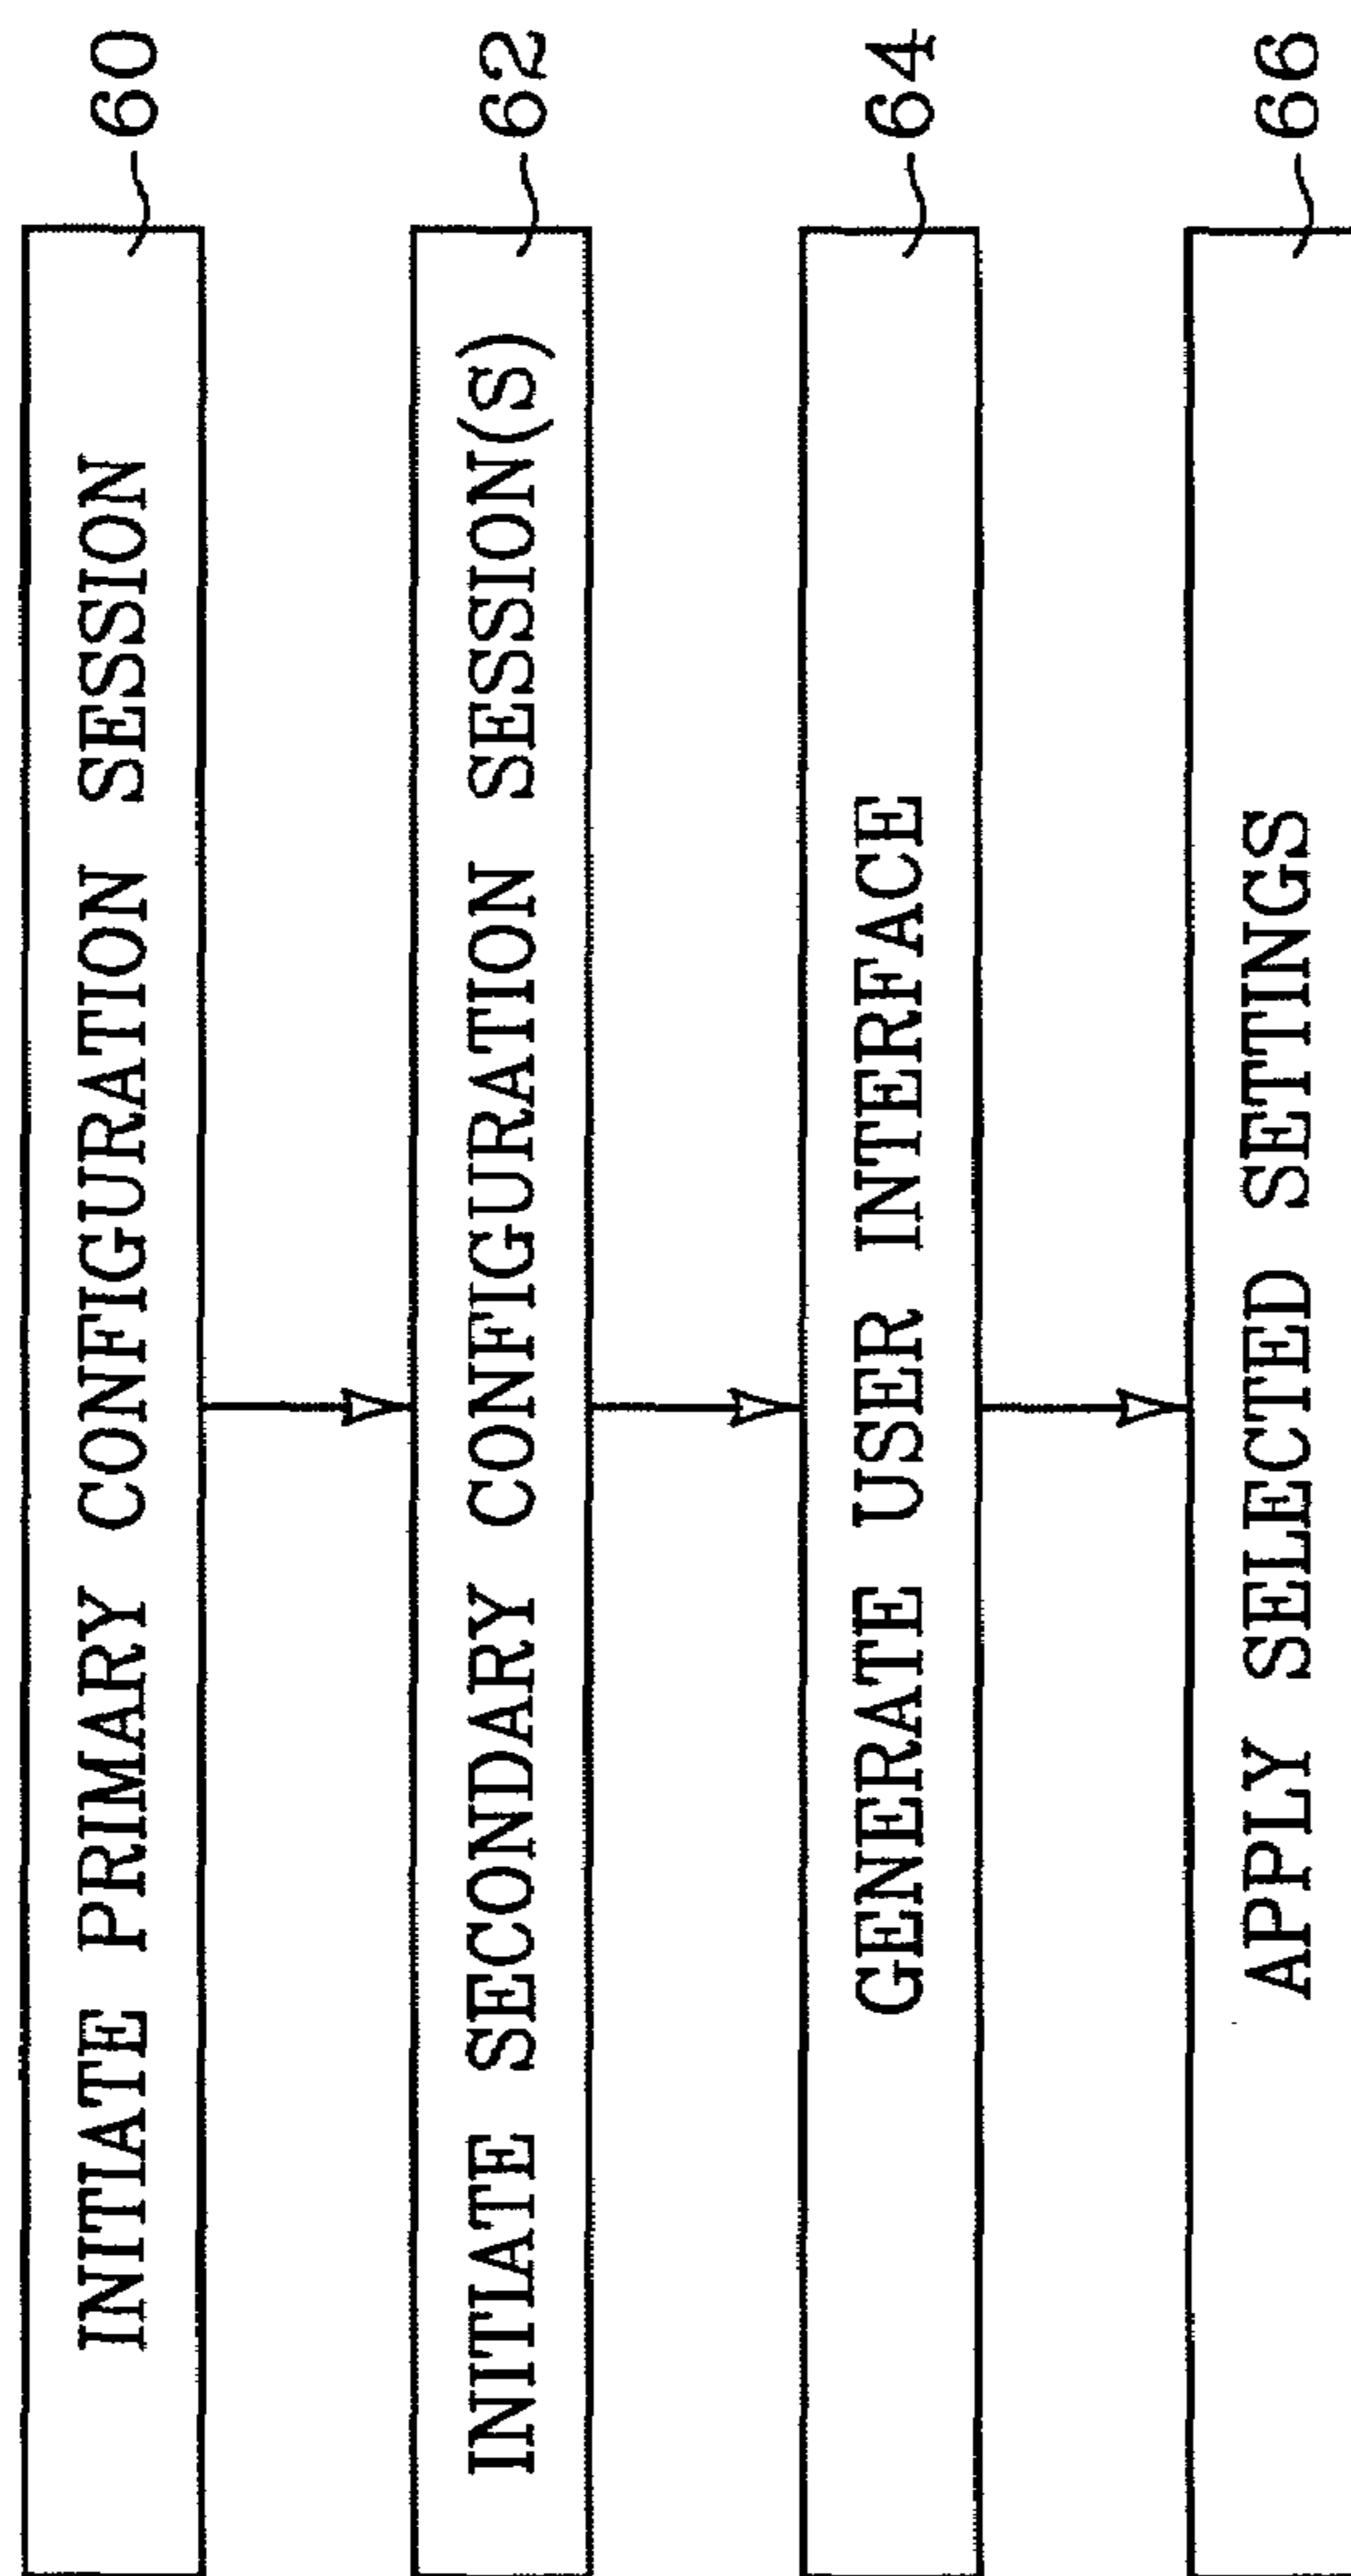 INITIATE PRIMARY CONFIGURATION SESSION
60
INITIATE SECONDARY CONFIGURATION SESSION(S)
62
GENERATE USER INTERFACE
64
APPLY SELECTED SETTINGS
66